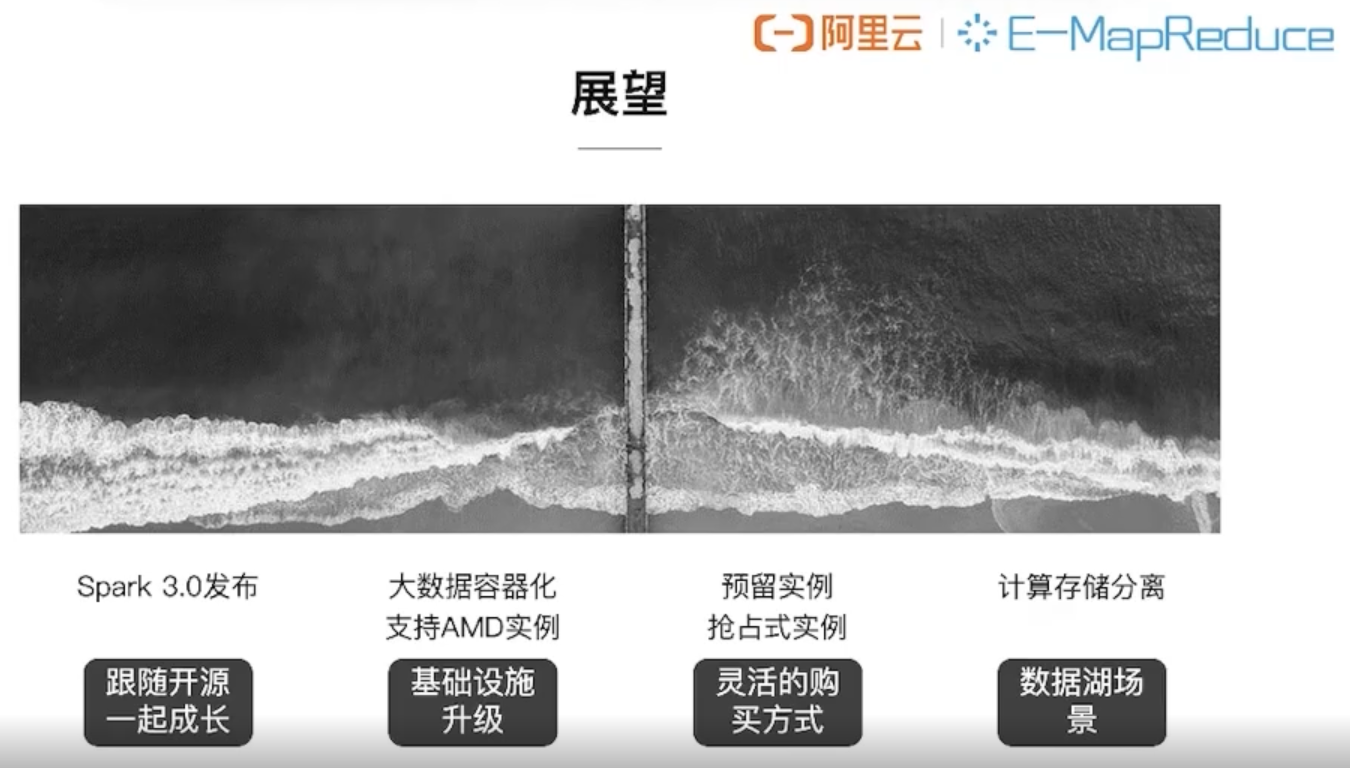 阿里云 | E-MapReduce
展望
Spark 3.0发布
跟随开源
一起成长
大数据容器化
支持AMD实例
基础设施
升级
预留实例
抢占式实例
灵活的购
买方式
计算存储分离
数据湖场
景